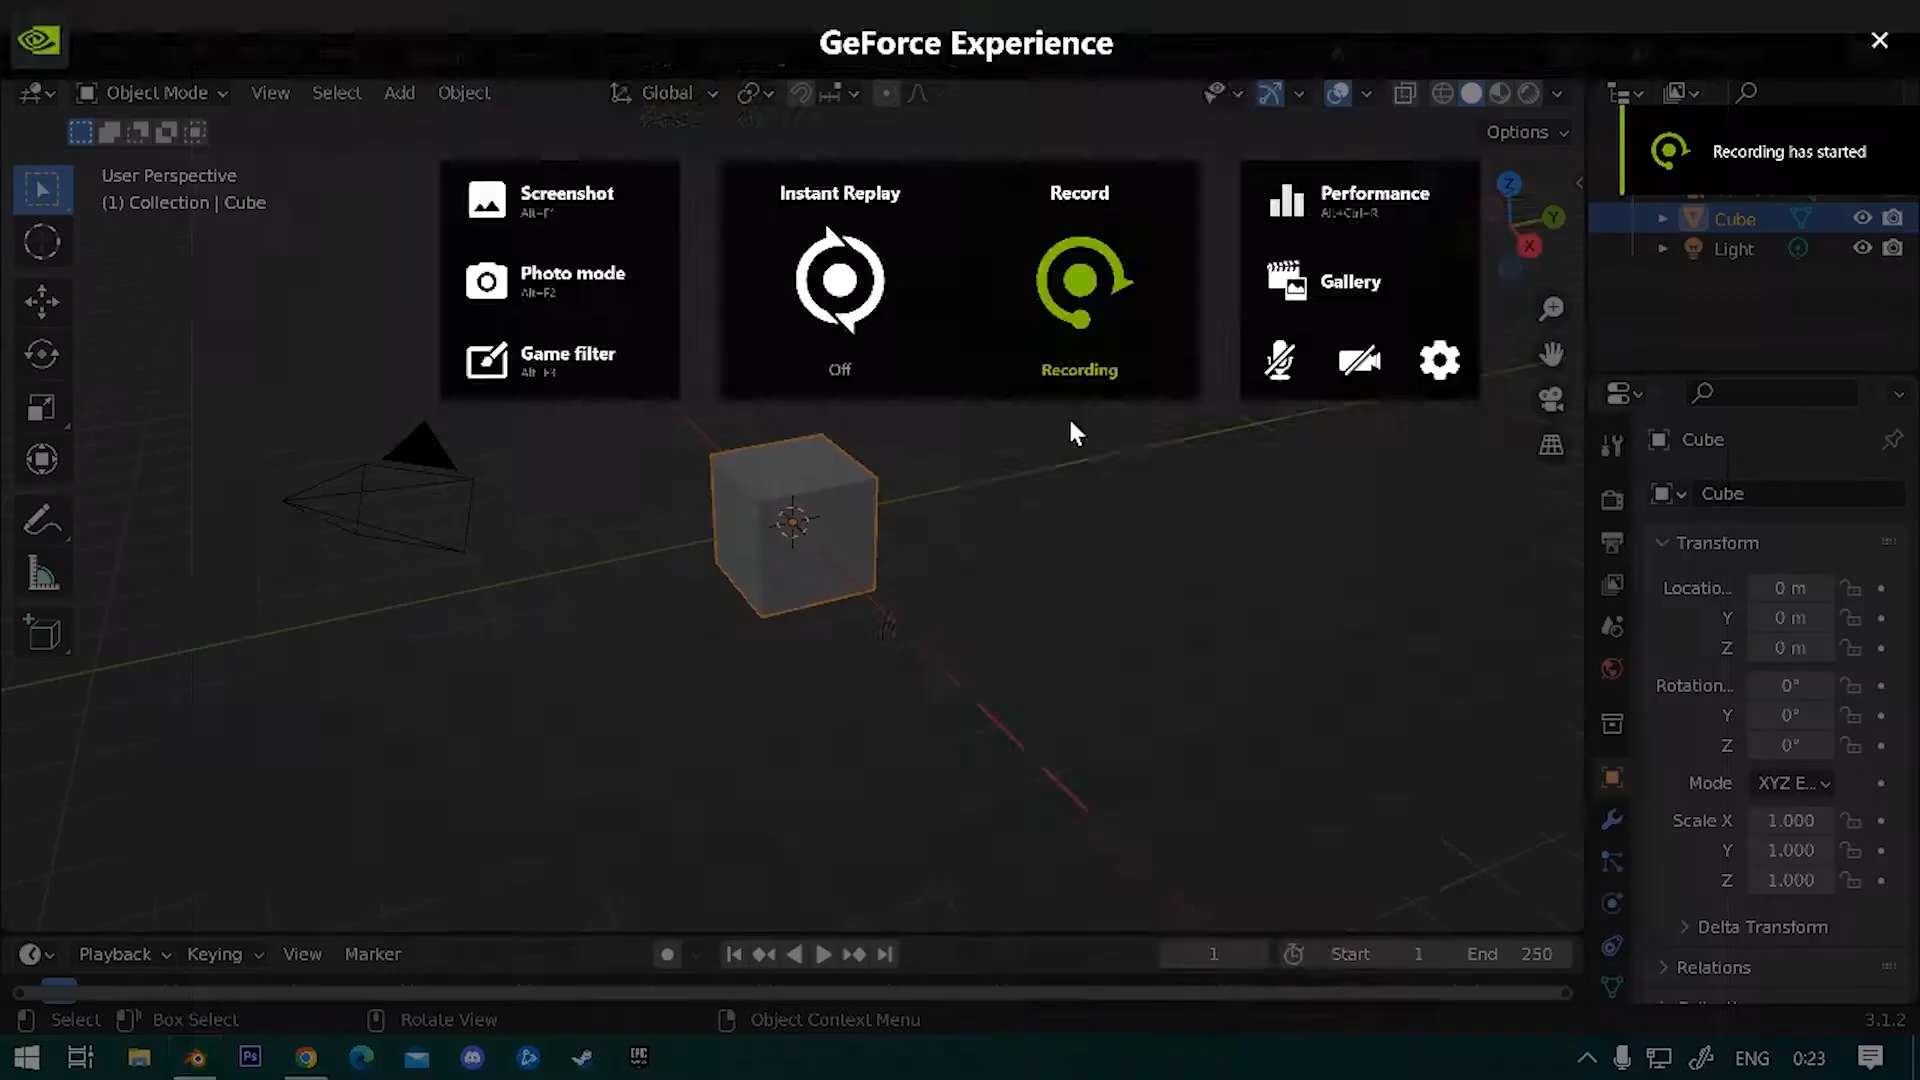 GeForce Experience
Object Mode View Select Add Object Global
Options
Recording has started
User Perspective
(1) Collection | Cube
Screenshot
Alt+F1
Photo mode
Alt+F2
Game filter
Alt+F3
Instant Replay
Off
Record
Recording
Performance
Alt+Ctrl+R
Gallery
Z
Y
X
Cube
Light
Cube
Cube
Transform
Locatio... 0 m
Y 0 m
Z 0 m
Rotation... 0°
Y 0°
Z 0°
Mode XYZ E...
Scale X 1.000
Y 1.000
Z 1.000
Delta Transform
Relations
Playback Keying View Marker 1 Start 1 End 250
Select Box Select Rotate View Object Context Menu 3.1.2
Ps EPIC ENG 0:23